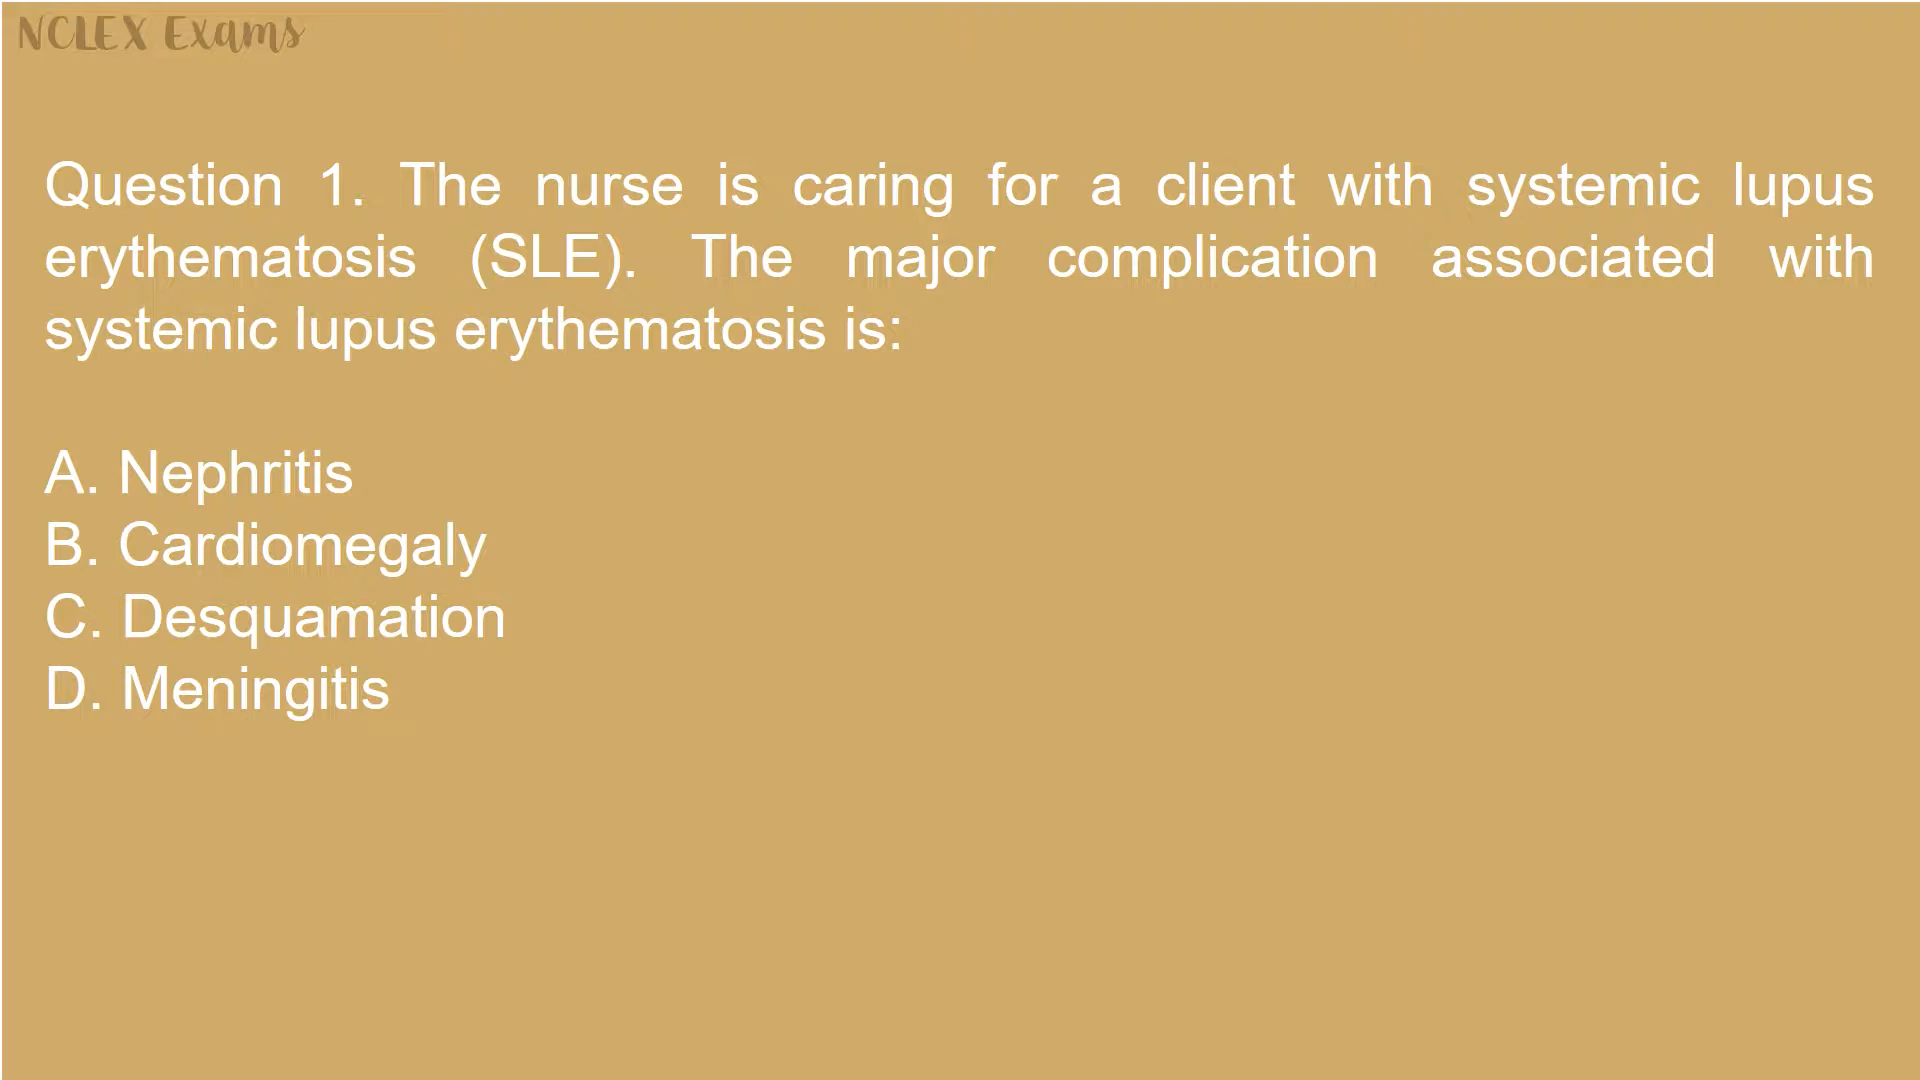 NCLEX Exams
Question 1. The nurse is caring for a client with systemic lupus
erythematosis (SLE). The major complication associated with
systemic lupus erythematosis is:
A. Nephritis
B. Cardiomegaly
C. Desquamation
D. Meningitis